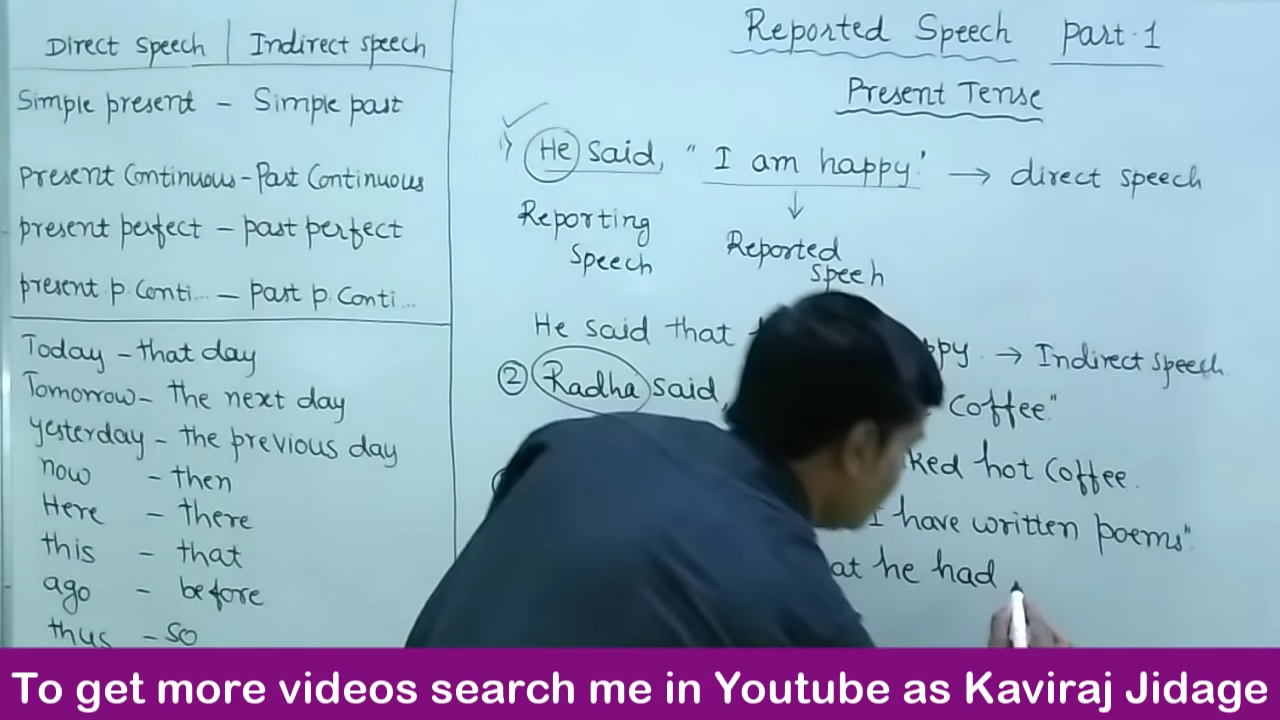 Direct Speech | Indirect speech
Simple present - Simple past
present Continuous - Past Continuous
present perfect - past perfect
present p. Conti... - past p. Conti...
Today - that day
Tomorrow - The next day
yesterday - the previous day
now - then
Here - there
this - that
ago - before
thus - so
Reported Speech part-1
Present Tense
1) He said, "I am happy." → direct speech
Reporting Speech
Reported Speeh
He said that ppy. → Indirect speech
② Radha said, Coffee"
ked hot Coffee.
I have written poems".
at he had
To get more videos search me in Youtube as Kaviraj Jidage